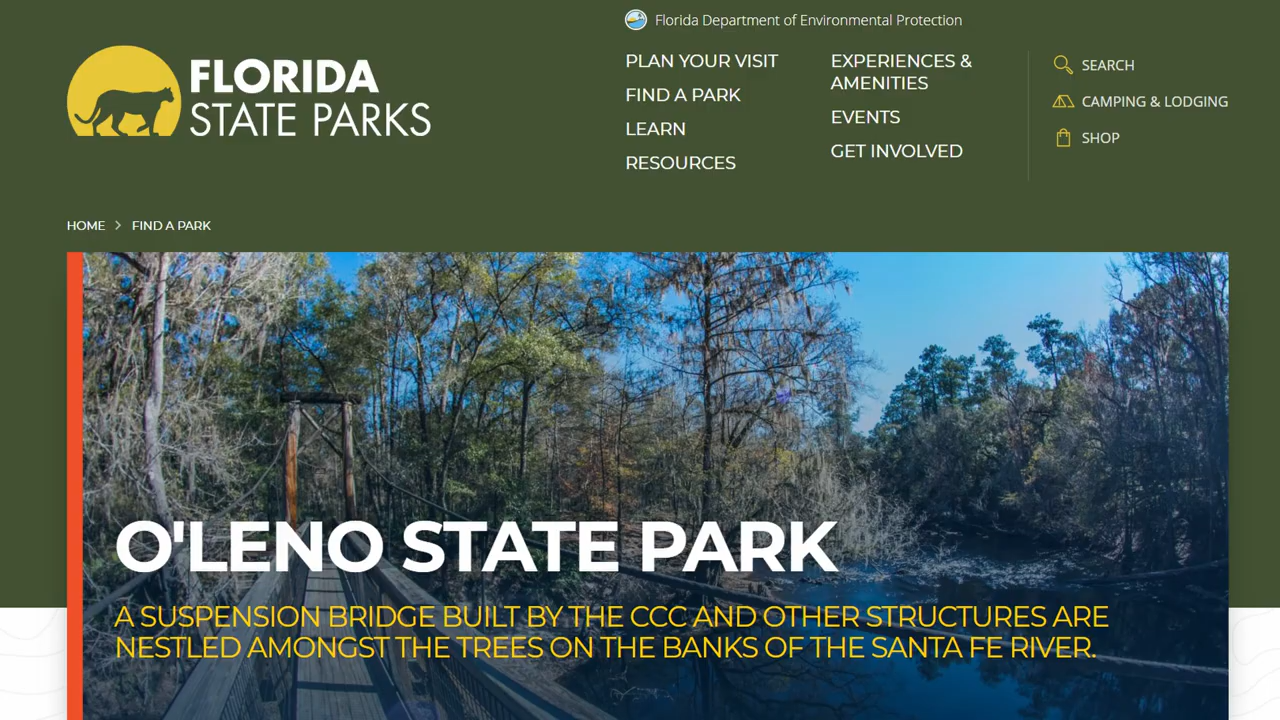 Florida Department of Environmental Protection
FLORIDA
STATE PARKS
PLAN YOUR VISIT
FIND A PARK
LEARN
RESOURCES
EXPERIENCES &
AMENITIES
EVENTS
GET INVOLVED
SEARCH
CAMPING & LODGING
SHOP
HOME > FIND A PARK
O'LENO STATE PARK
A SUSPENSION BRIDGE BUILT BY THE CCC AND OTHER STRUCTURES ARE
NESTLED AMONGST THE TREES ON THE BANKS OF THE SANTA FE RIVER.